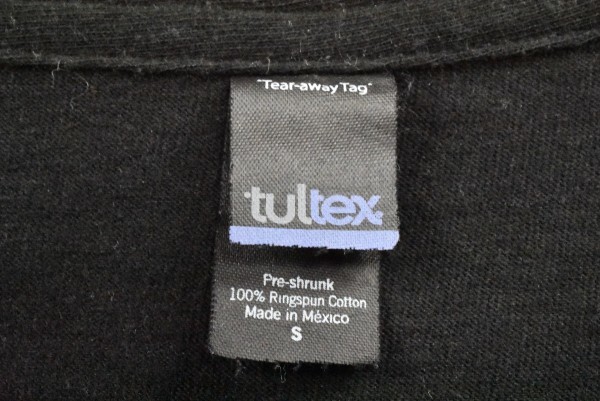 "Tear-away Tag"
tultex
Pre-shrunk
100% Ringspun Cotton
Made in México
S